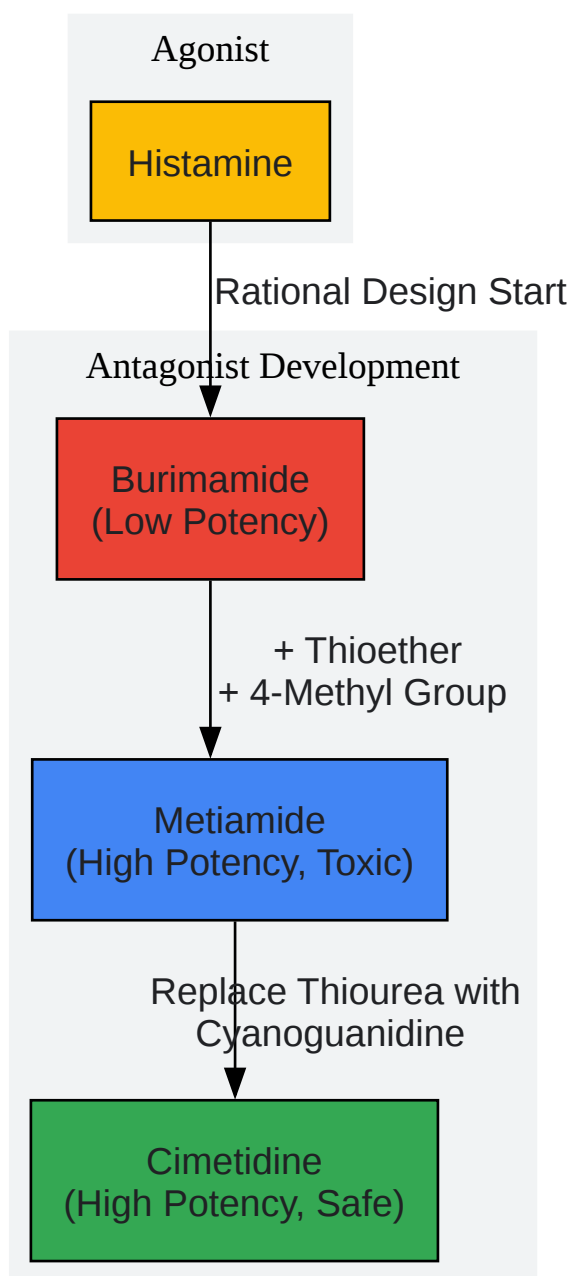 Agonist
Histamine
Rational Design Start
Antagonist Development
Burimamide
(Low Potency)
+ Thioether
+ 4-Methyl Group
Metiamide
(High Potency, Toxic)
Replace Thiourea with
Cyanoguanidine
Cimetidine
(High Potency, Safe)